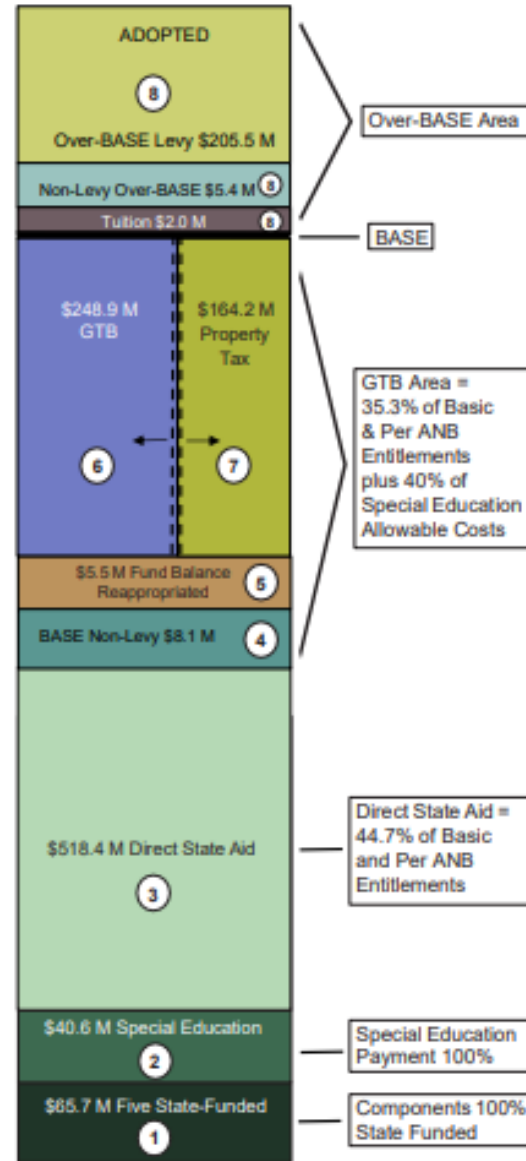 ADOPTED
8
Over-BASE Levy $205.5 M
Over-BASE Area
Non-Levy Over-BASE $5.4 M 8
Tuition $2.0 M 8
BASE
$248.9 M
GTB
6
$164.2 M
Property
Tax
7
GTB Area =
35.3% of Basic
& Per ANB
Entitlements
plus 40% of
Special Education
Allowable Costs
$5.5 M Fund Balance
Reappropriated
5
BASE Non-Levy $8.1 M
4
$518.4 M Direct State Aid
3
Direct State Aid =
44.7% of Basic
and Per ANB
Entitlements
$40.6 M Special Education
2
Special Education
Payment 100%
$65.7 M Five State-Funded
1
Components 100%
State Funded